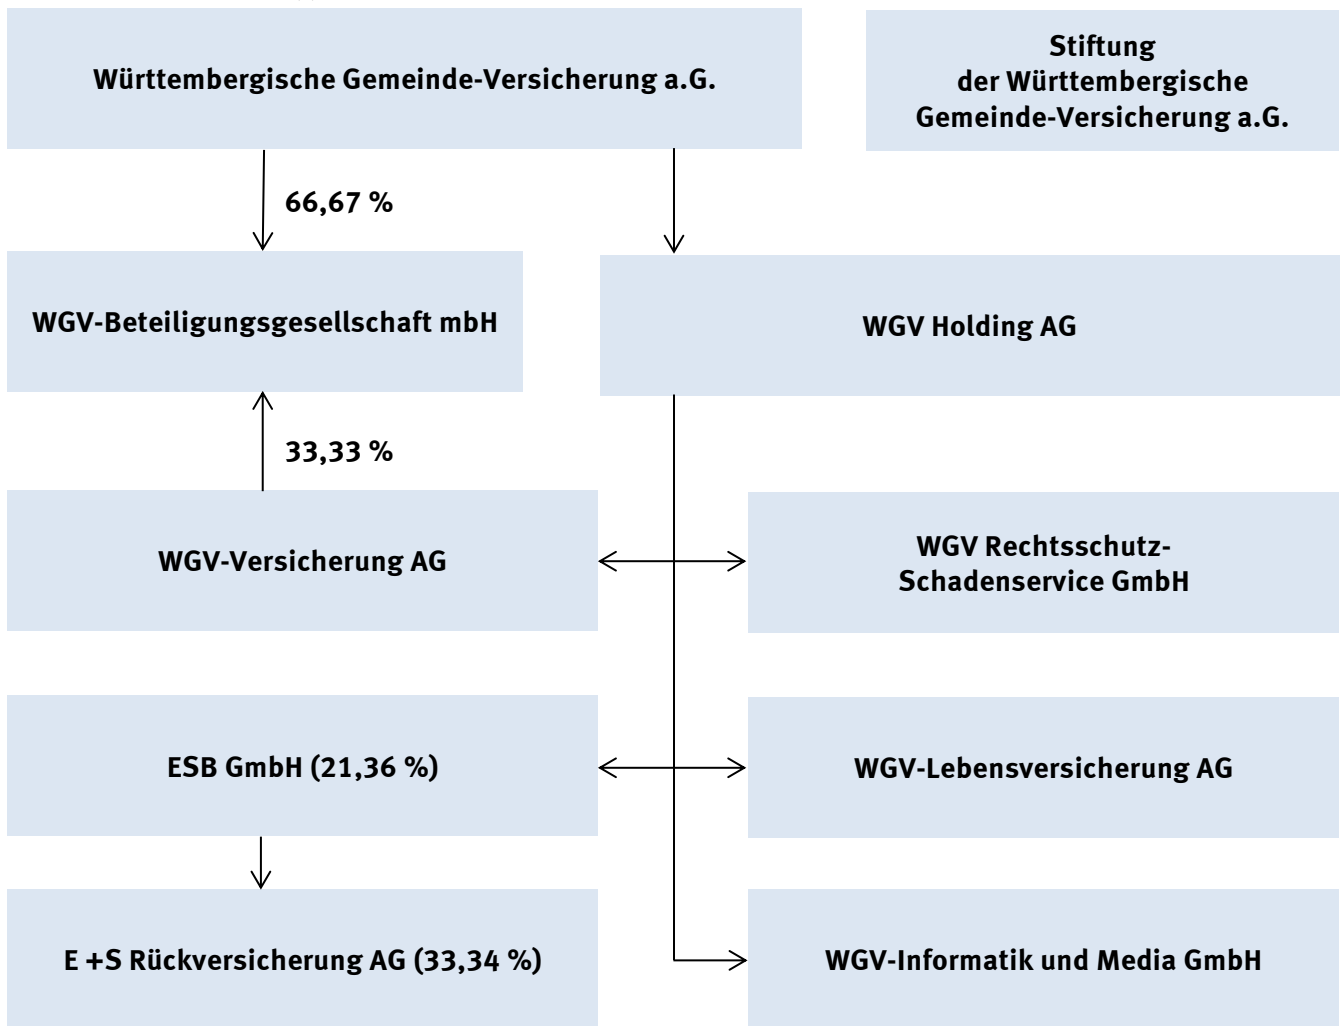 Württembergische Gemeinde-Versicherung a.G.
Stiftung
der Württembergische
Gemeinde-Versicherung a.G.
66,67 %
WGV-Beteiligungsgesellschaft mbH
WGV Holding AG
33,33 %
WGV-Versicherung AG
WGV Rechtsschutz-
Schadenservice GmbH
ESB GmbH (21,36 %)
WGV-Lebensversicherung AG
E +S Rückversicherung AG (33,34 %)
WGV-Informatik und Media GmbH